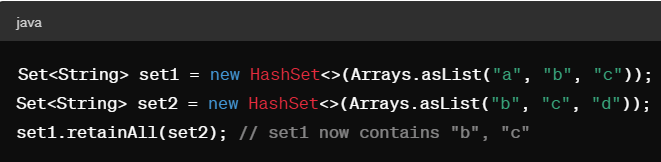 java
Set<String> set1 = new HashSet<>(Arrays.asList("a", "b", "c"));
Set<String> set2 = new HashSet<>(Arrays.asList("b", "c", "d"));
set1.retainAll(set2); // set1 now contains "b", "c"